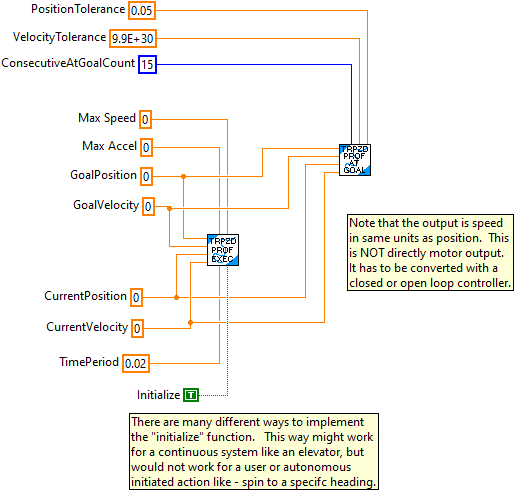 PositionTolerance 0.05
VelocityTolerance 9.9E+30
ConsecutiveAtGoalCount 15
Max Speed 0
Max Accel 0
GoalPosition 0
GoalVelocity 0
TRPZD
PROF
AT
GOAL
TRPZD
PROF
EXEC
Note that the output is speed
in same units as position. This
is NOT directly motor output.
It has to be converted with a
closed or open loop controller.
CurrentPosition 0
CurrentVelocity 0
TimePeriod 0.02
Initialize T
There are many different ways to implement
the "initialize" function. This way might work
for a continuous system like an elevator, but
would not work for a user or autonomous
initiated action like - spin to a specifc heading.